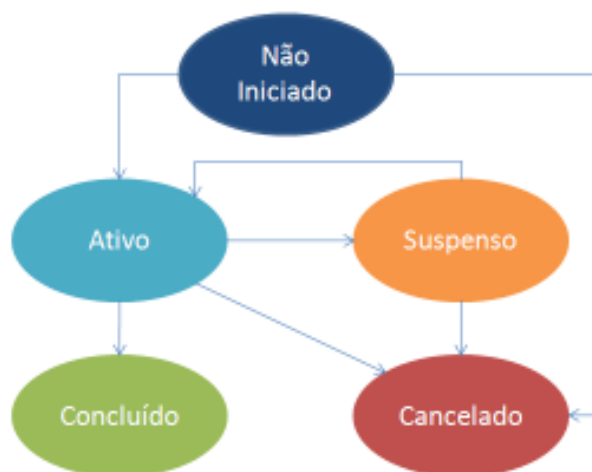 Não
Iniciado
Ativo
Suspenso
Concluído
Cancelado